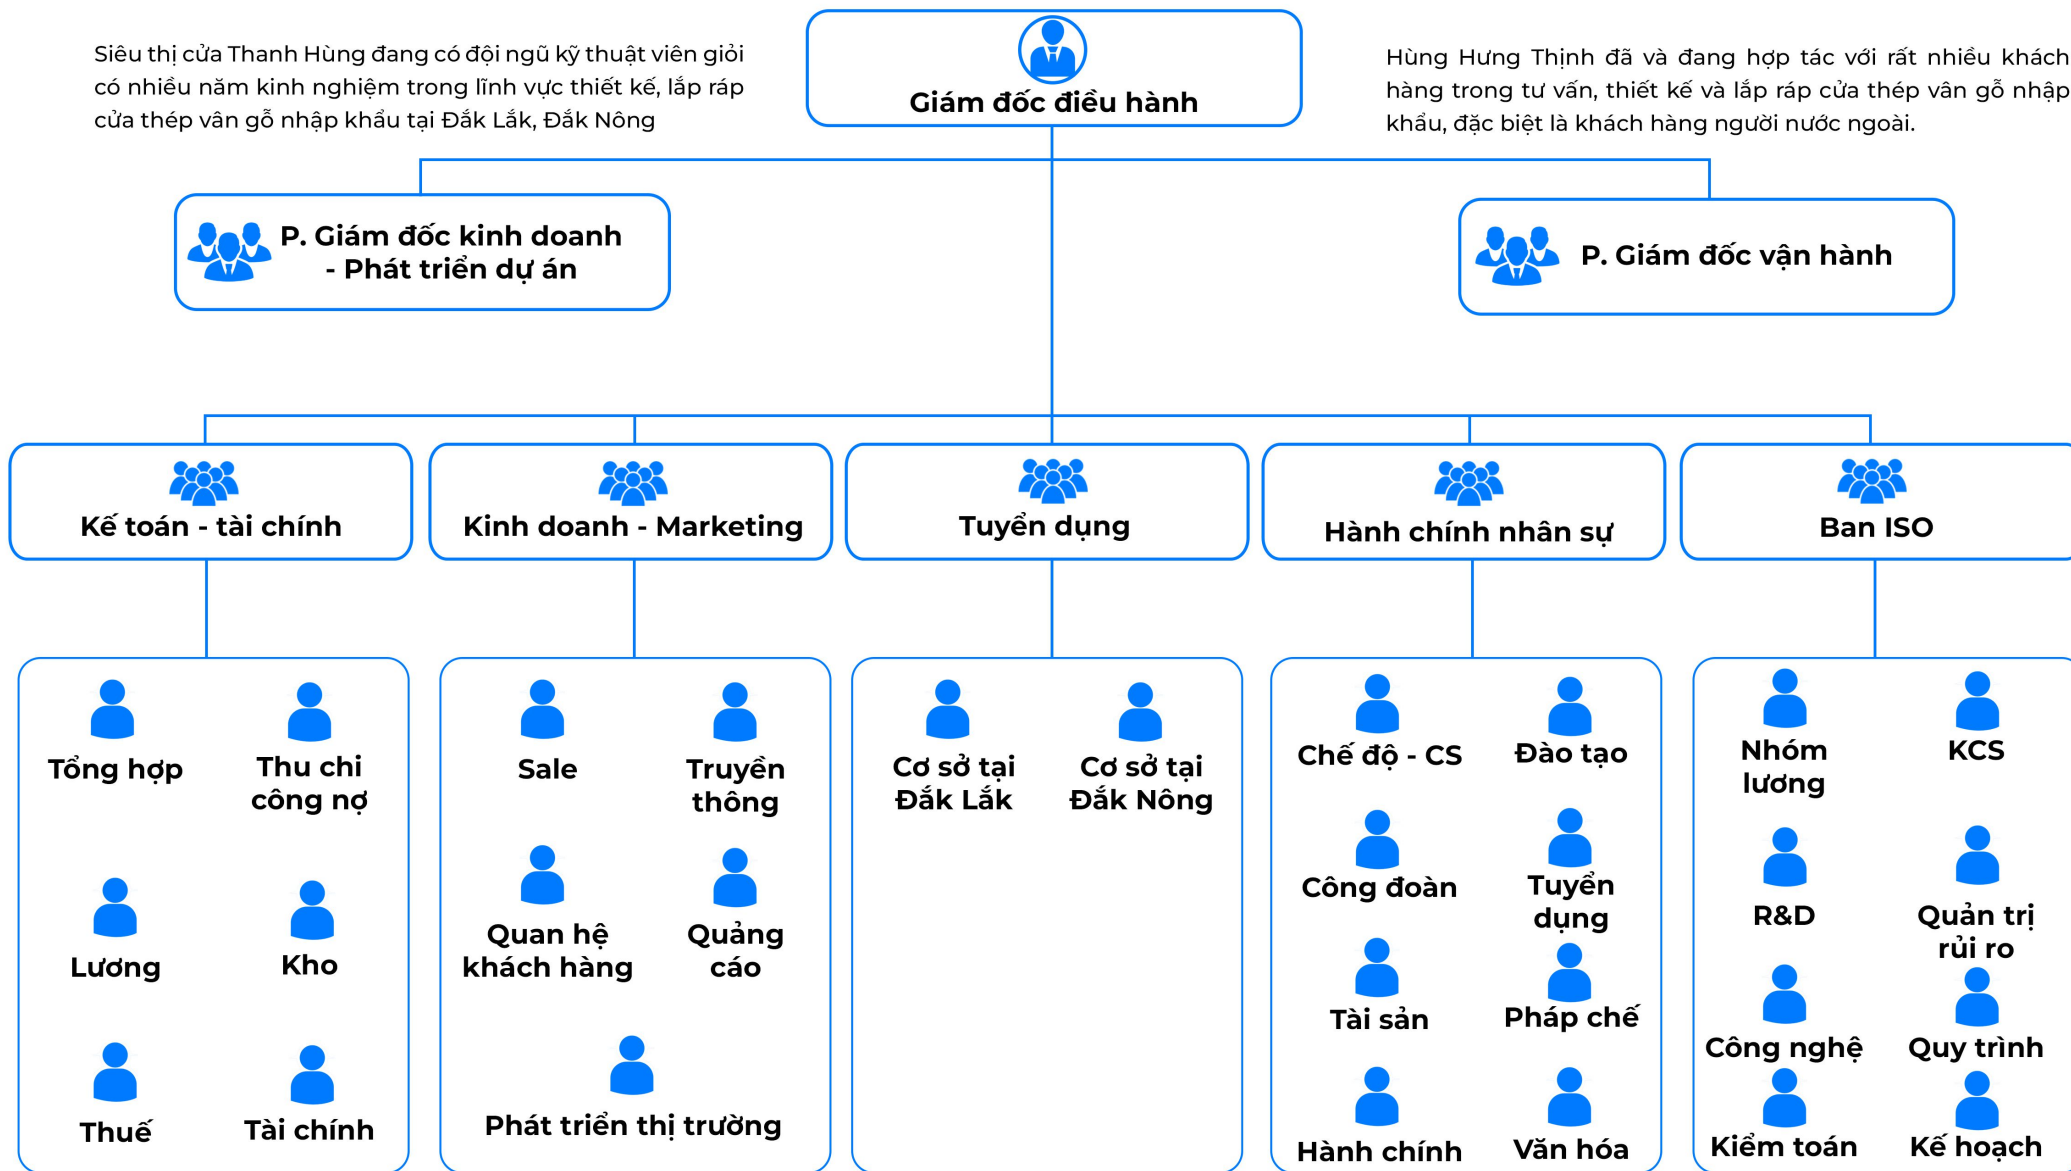 Siêu thị cửa Thanh Hùng đang có đội ngũ kỹ thuật viên giỏi
có nhiều năm kinh nghiệm trong lĩnh vực thiết kế, lắp ráp
cửa thép vân gỗ nhập khẩu tại Đắk Lắk, Đắk Nông
Giám đốc điều hành
Hùng Hưng Thịnh đã và đang hợp tác với rất nhiều khách
hàng trong tư vấn, thiết kế và lắp ráp cửa thép vân gỗ nhập
khẩu, đặc biệt là khách hàng người nước ngoài.
P. Giám đốc kinh doanh
- Phát triển dự án
P. Giám đốc vận hành
Kế toán - tài chính
Kinh doanh - Marketing
Tuyển dụng
Hành chính nhân sự
Ban ISO
Tổng hợp
Thu chi
công nợ
Lương
Kho
Thuế
Tài chính
Sale
Truyền
thông
Quan hệ
khách hàng
Quảng
cáo
Phát triển thị trường
Cơ sở tại
Đắk Lắk
Cơ sở tại
Đắk Nông
Chế độ - CS
Đào tạo
Công đoàn
Tuyển
dụng
Tài sản
Pháp chế
Hành chính
Văn hóa
Nhóm
lương
KCS
R&D
Quản trị
rủi ro
Công nghệ
Quy trình
Kiểm toán
Kế hoạch